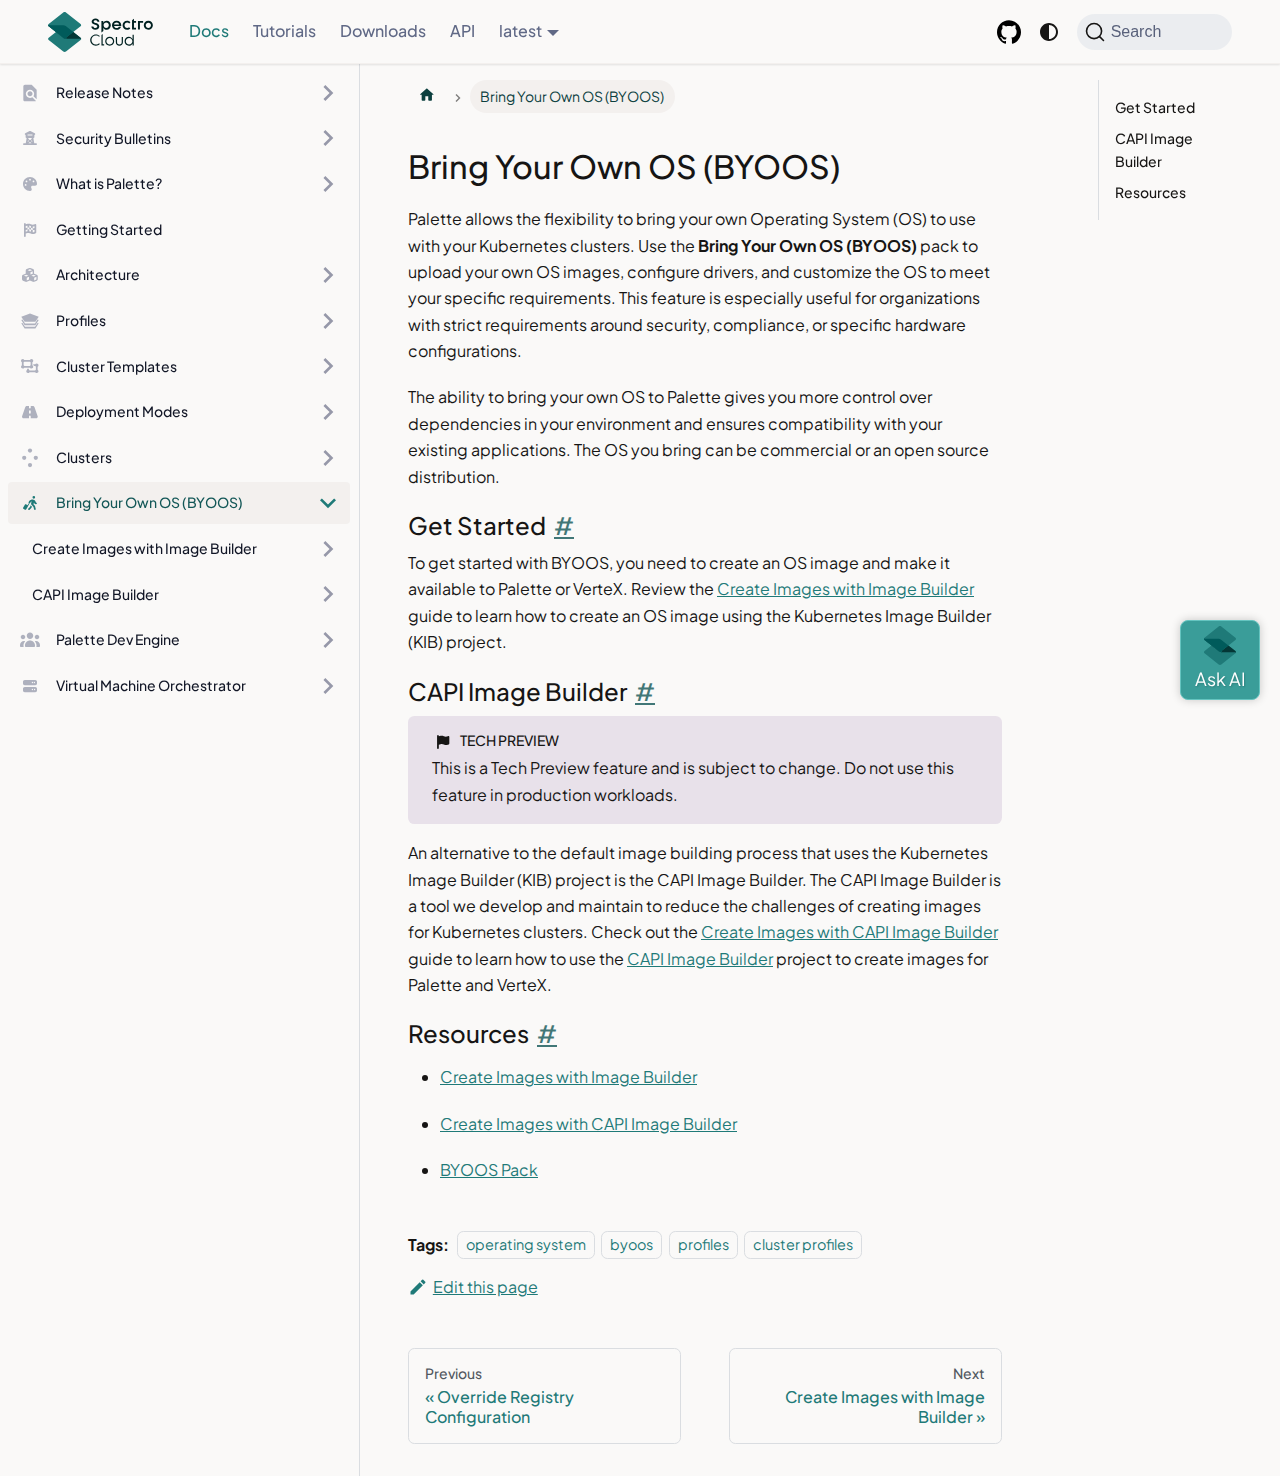 Spectro
Cloud
Docs
Tutorials
Downloads
API
latest
Search
Release Notes
Security Bulletins
What is Palette?
Getting Started
Architecture
Profiles
Cluster Templates
Deployment Modes
Clusters
Bring Your Own OS (BYOOS)
Create Images with Image Builder
CAPI Image Builder
Palette Dev Engine
Virtual Machine Orchestrator
Bring Your Own OS (BYOOS)
Bring Your Own OS (BYOOS)
Palette allows the flexibility to bring your own Operating System (OS) to use
with your Kubernetes clusters. Use the Bring Your Own OS (BYOOS) pack to
upload your own OS images, configure drivers, and customize the OS to meet
your specific requirements. This feature is especially useful for organizations
with strict requirements around security, compliance, or specific hardware
configurations.
The ability to bring your own OS to Palette gives you more control over
dependencies in your environment and ensures compatibility with your
existing applications. The OS you bring can be commercial or an open source
distribution.
Get Started #
To get started with BYOOS, you need to create an OS image and make it
available to Palette or VerteX. Review the Create Images with Image Builder
guide to learn how to create an OS image using the Kubernetes Image Builder
(KIB) project.
CAPI Image Builder #
TECH PREVIEW
This is a Tech Preview feature and is subject to change. Do not use this
feature in production workloads.
An alternative to the default image building process that uses the Kubernetes
Image Builder (KIB) project is the CAPI Image Builder. The CAPI Image Builder is
a tool we develop and maintain to reduce the challenges of creating images
for Kubernetes clusters. Check out the Create Images with CAPI Image Builder
guide to learn how to use the CAPI Image Builder project to create images for
Palette and VerteX.
Resources #
Create Images with Image Builder
Create Images with CAPI Image Builder
BYOOS Pack
Tags: operating system byoos profiles cluster profiles
Edit this page
Previous
« Override Registry
Configuration
Next
Create Images with Image
Builder »
Get Started
CAPI Image
Builder
Resources
Ask AI